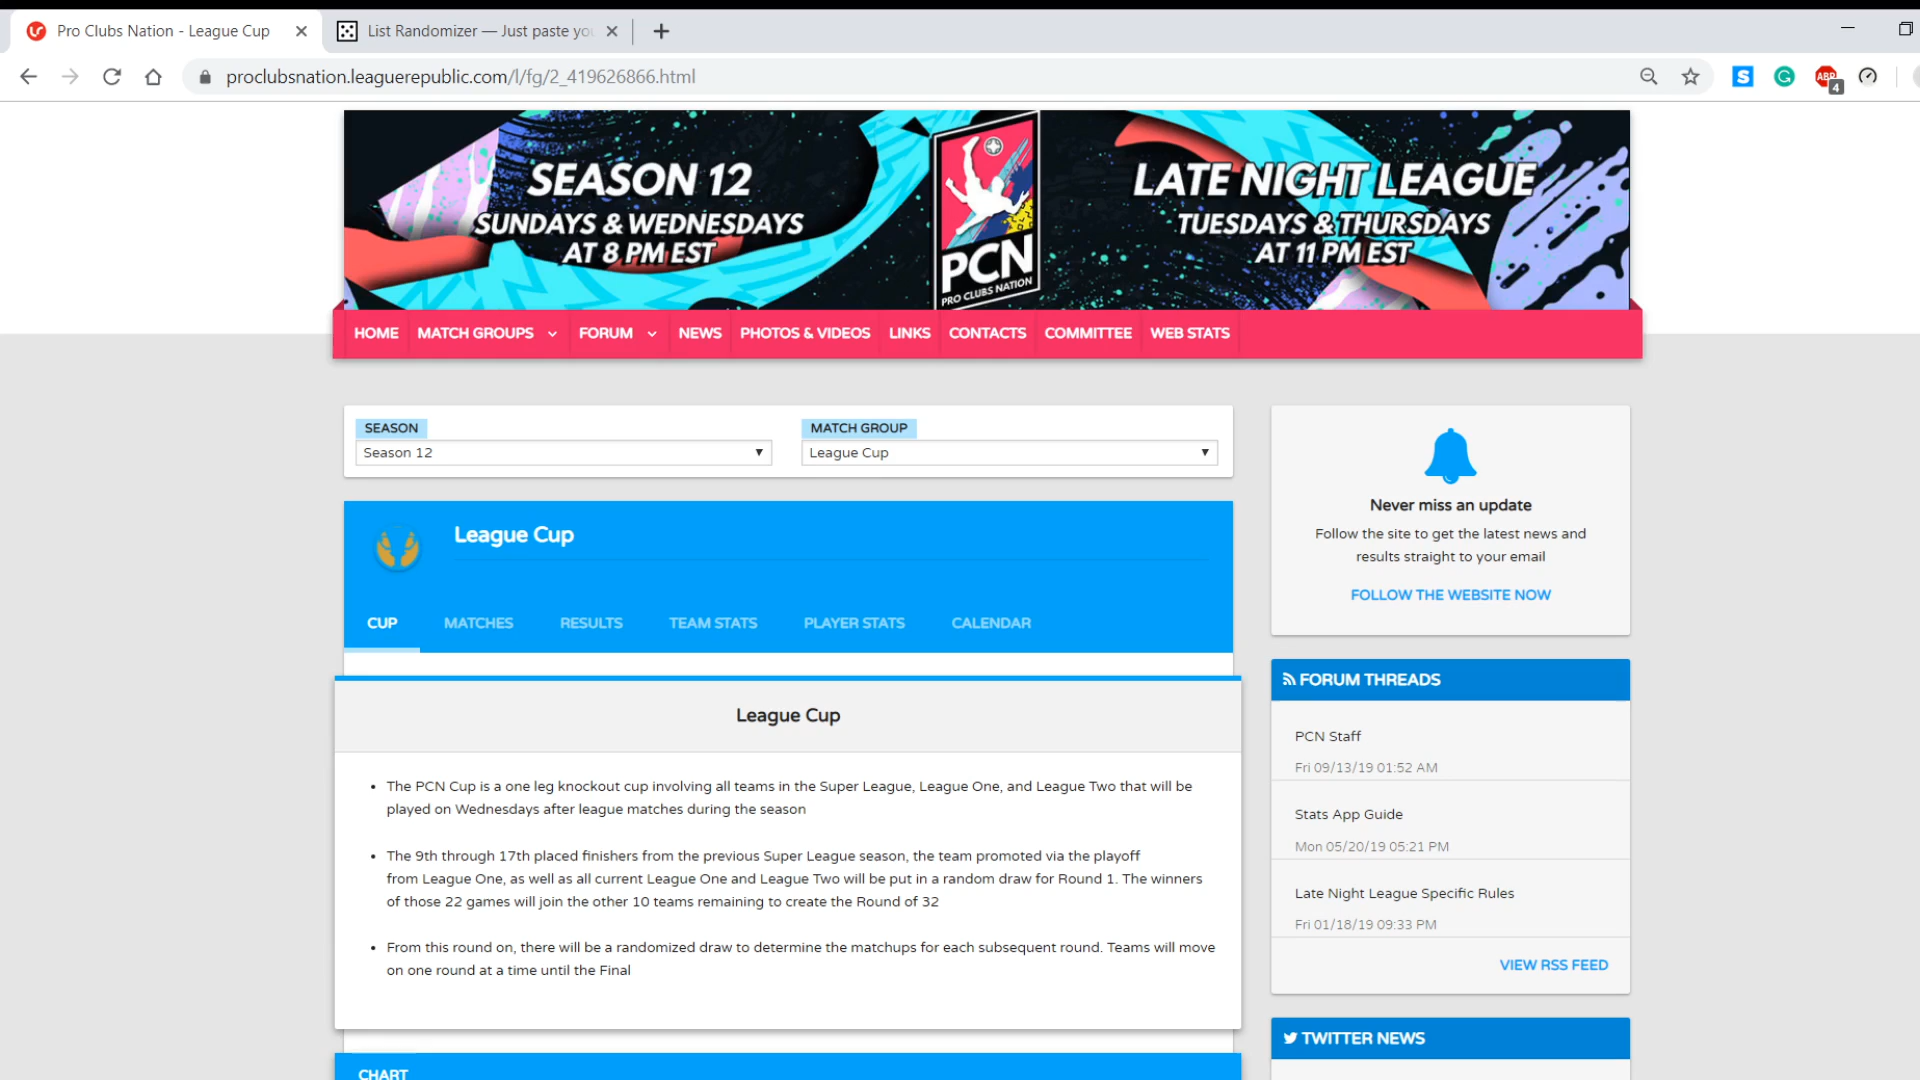 Pro Clubs Nation - League Cup
List Randomizer — Just paste yo
proclubsnation.leaguerepublic.com/l/fg/2_419626866.html
S
G
ABP
4
SEASON 12
SUNDAYS & WEDNESDAYS
AT 8 PM EST
PCN
PRO CLUBS NATION
LATE NIGHT LEAGUE
TUESDAYS & THURSDAYS
AT 11 PM EST
HOME MATCH GROUPS FORUM NEWS PHOTOS & VIDEOS LINKS CONTACTS COMMITTEE WEB STATS
SEASON
Season 12
MATCH GROUP
League Cup
League Cup
CUP MATCHES RESULTS TEAM STATS PLAYER STATS CALENDAR
League Cup
• The PCN Cup is a one leg knockout cup involving all teams in the Super League, League One, and League Two that will be
played on Wednesdays after league matches during the season
• The 9th through 17th placed finishers from the previous Super League season, the team promoted via the playoff
from League One, as well as all current League One and League Two will be put in a random draw for Round 1. The winners
of those 22 games will join the other 10 teams remaining to create the Round of 32
• From this round on, there will be a randomized draw to determine the matchups for each subsequent round. Teams will move
on one round at a time until the Final
CHART
Never miss an update
Follow the site to get the latest news and
results straight to your email
FOLLOW THE WEBSITE NOW
FORUM THREADS
PCN Staff
Fri 09/13/19 01:52 AM
Stats App Guide
Mon 05/20/19 05:21 PM
Late Night League Specific Rules
Fri 01/18/19 09:33 PM
VIEW RSS FEED
TWITTER NEWS